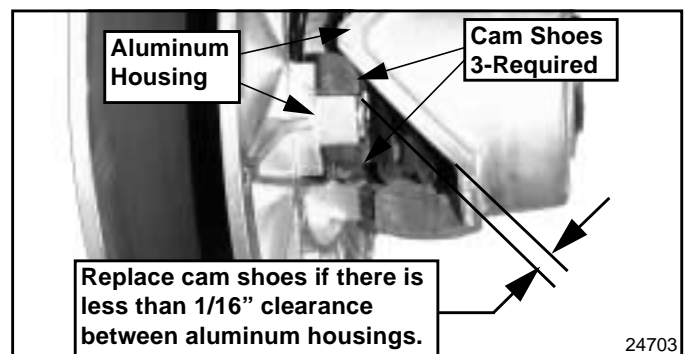 Aluminum
Housing
Cam Shoes
3-Required
Replace cam shoes if there is
less than 1/16” clearance
between aluminum housings.
24703